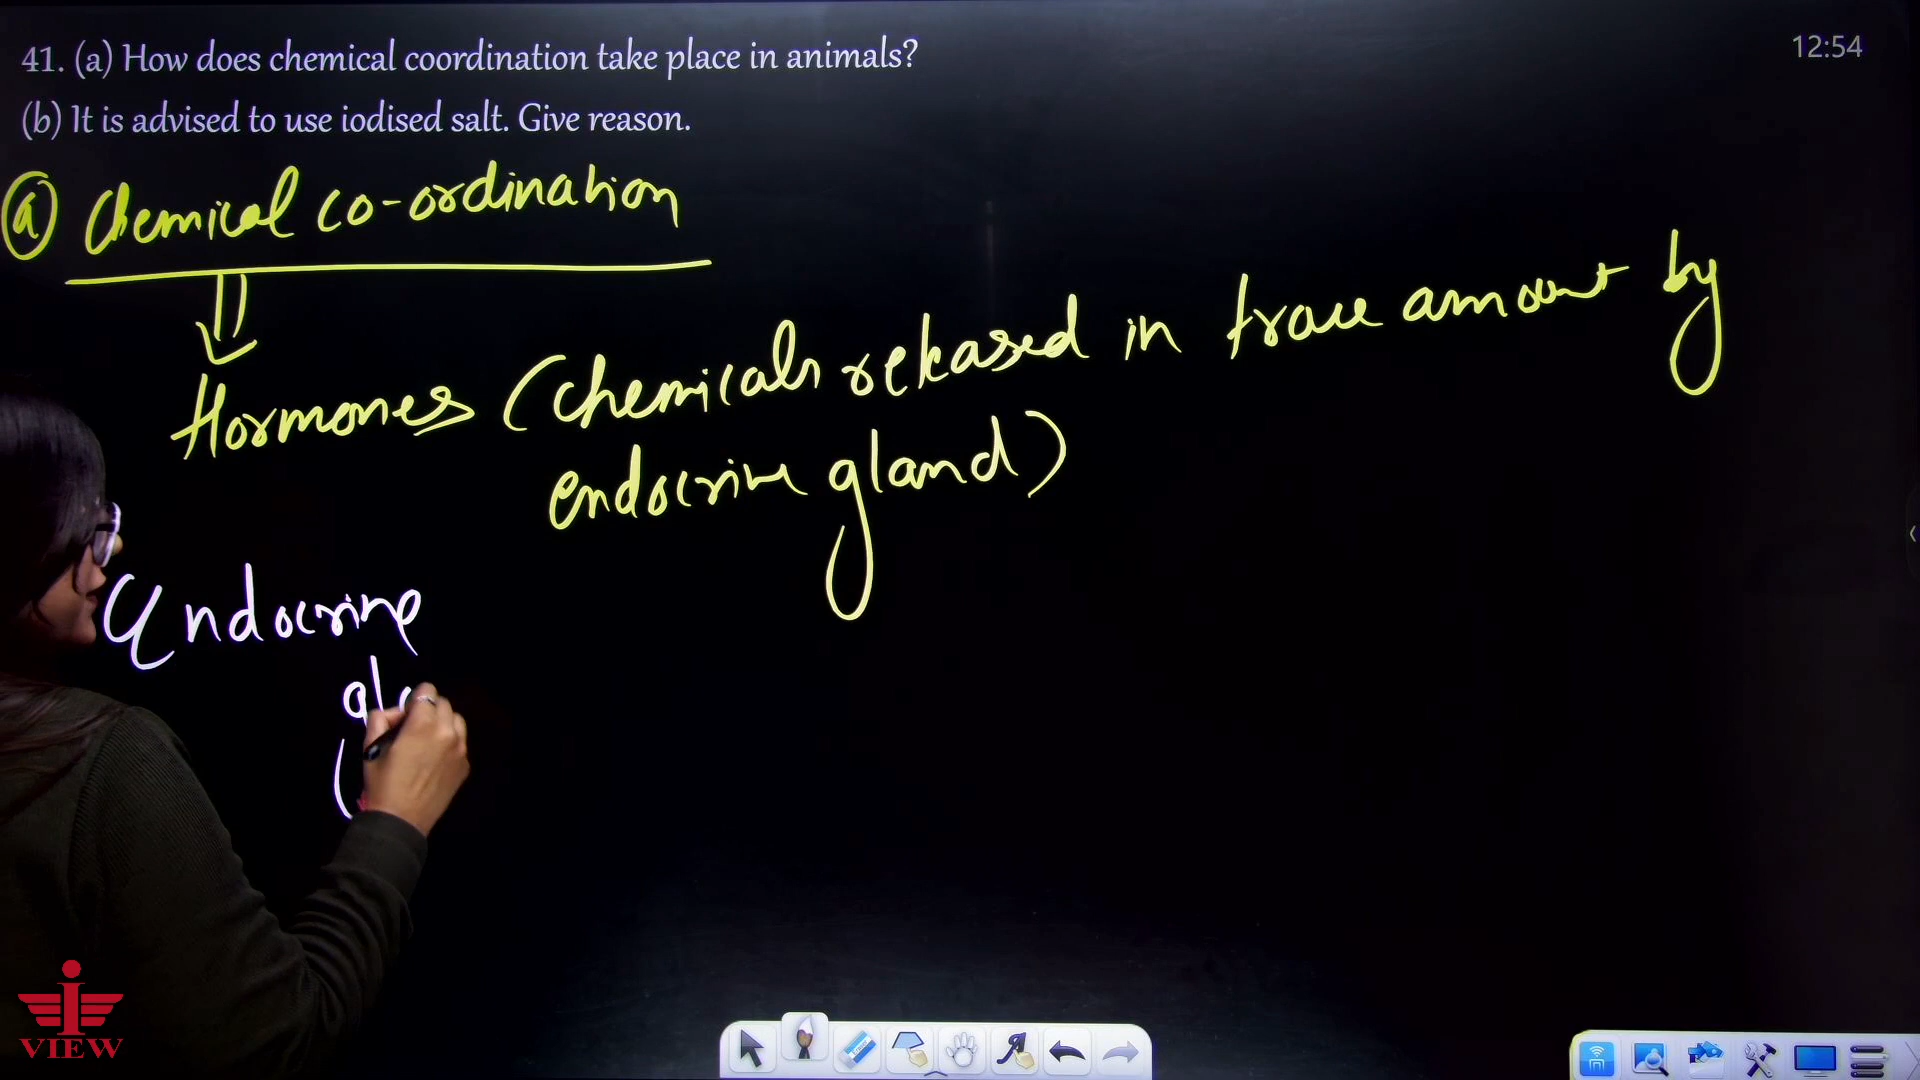 41. (a) How does chemical coordination take place in animals?
12:54
(b) It is advised to use iodised salt. Give reason.
(a) Chemical co-ordination
Hormones (Chemicals released in trace amount by
endocrine gland)
Endocrine
gla
VIEW